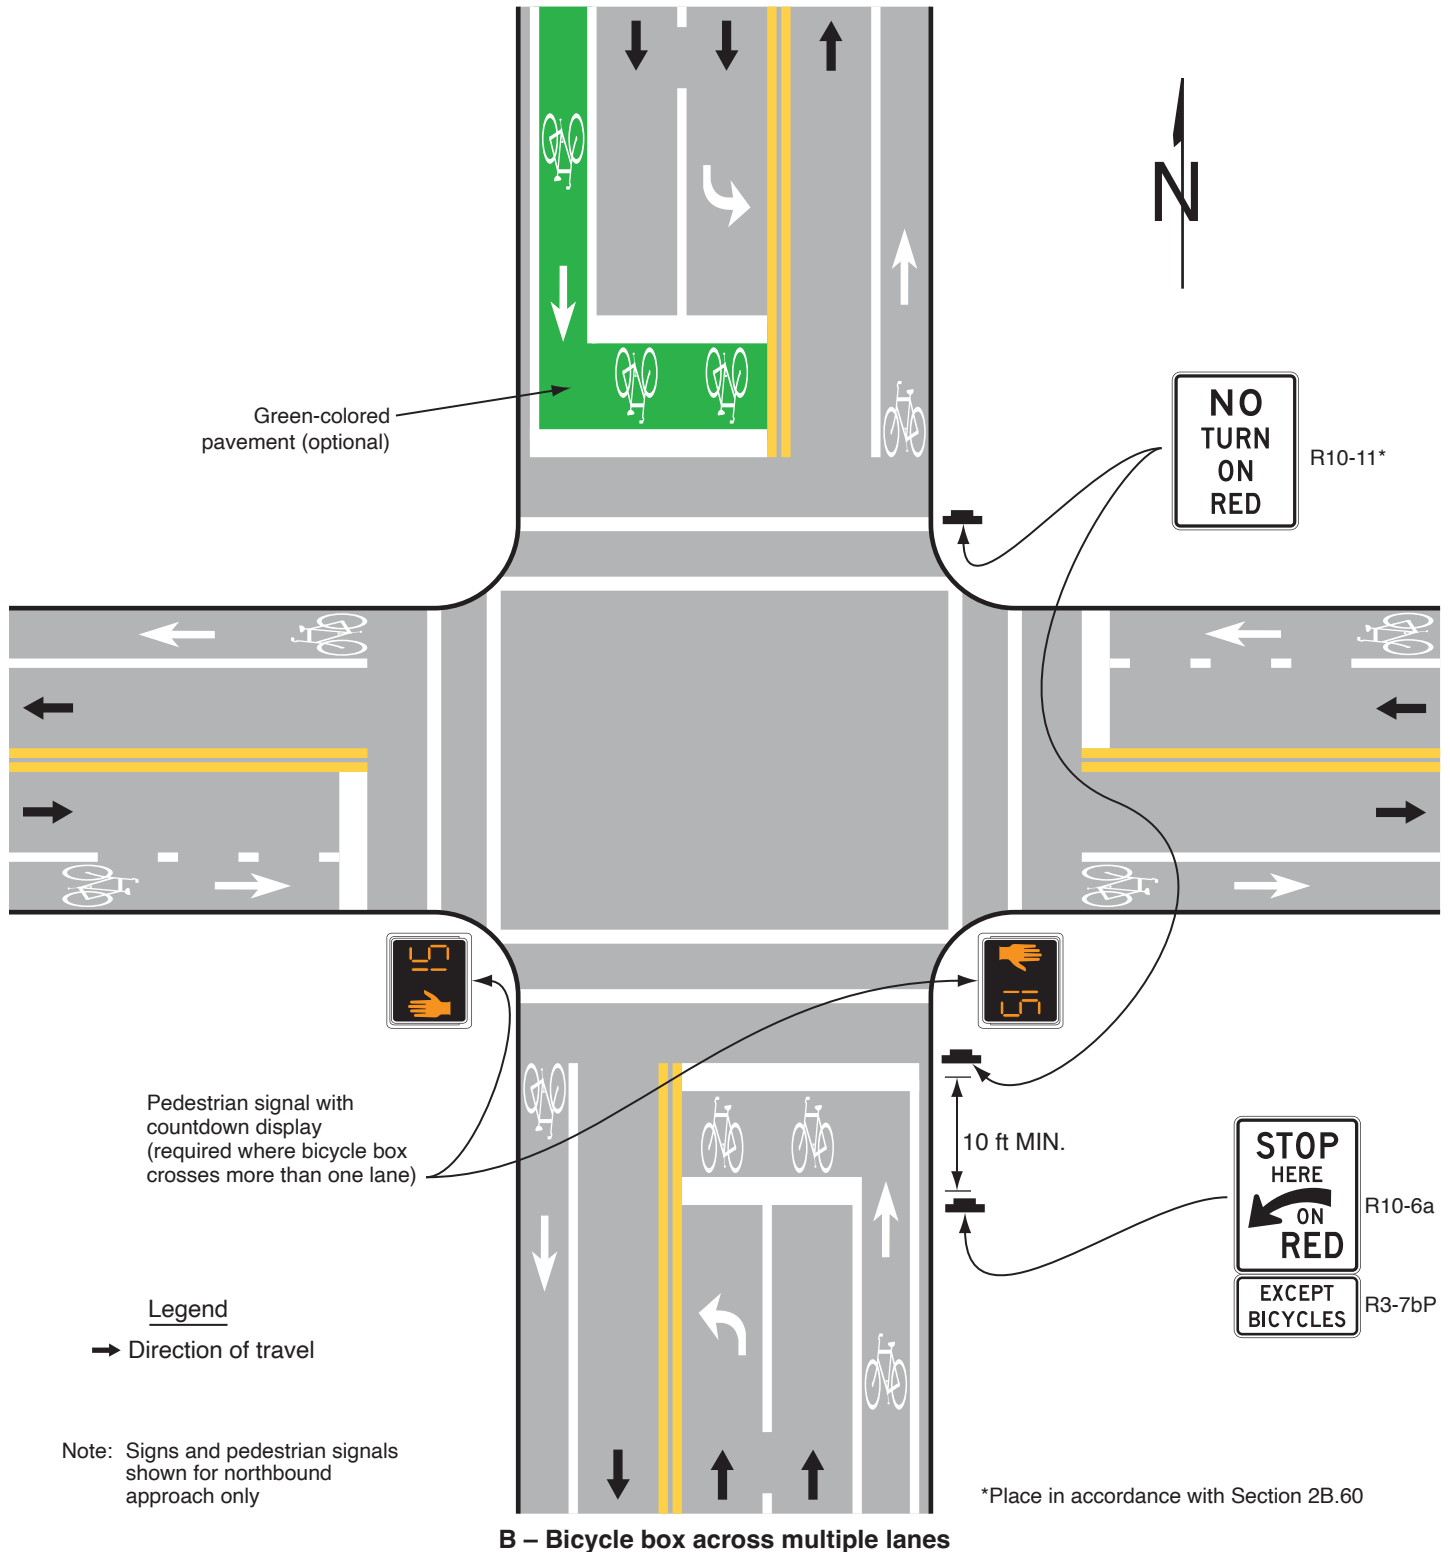 N
Green-colored
pavement (optional)
NO
TURN
ON
RED
R10-11*
15
15
Pedestrian signal with
countdown display
(required where bicycle box
crosses more than one lane)
10 ft MIN.
STOP
HERE
ON
RED
R10-6a
EXCEPT
BICYCLES
R3-7bP
Legend
Direction of travel
Note: Signs and pedestrian signals
shown for northbound
approach only
*Place in accordance with Section 2B.60
B – Bicycle box across multiple lanes